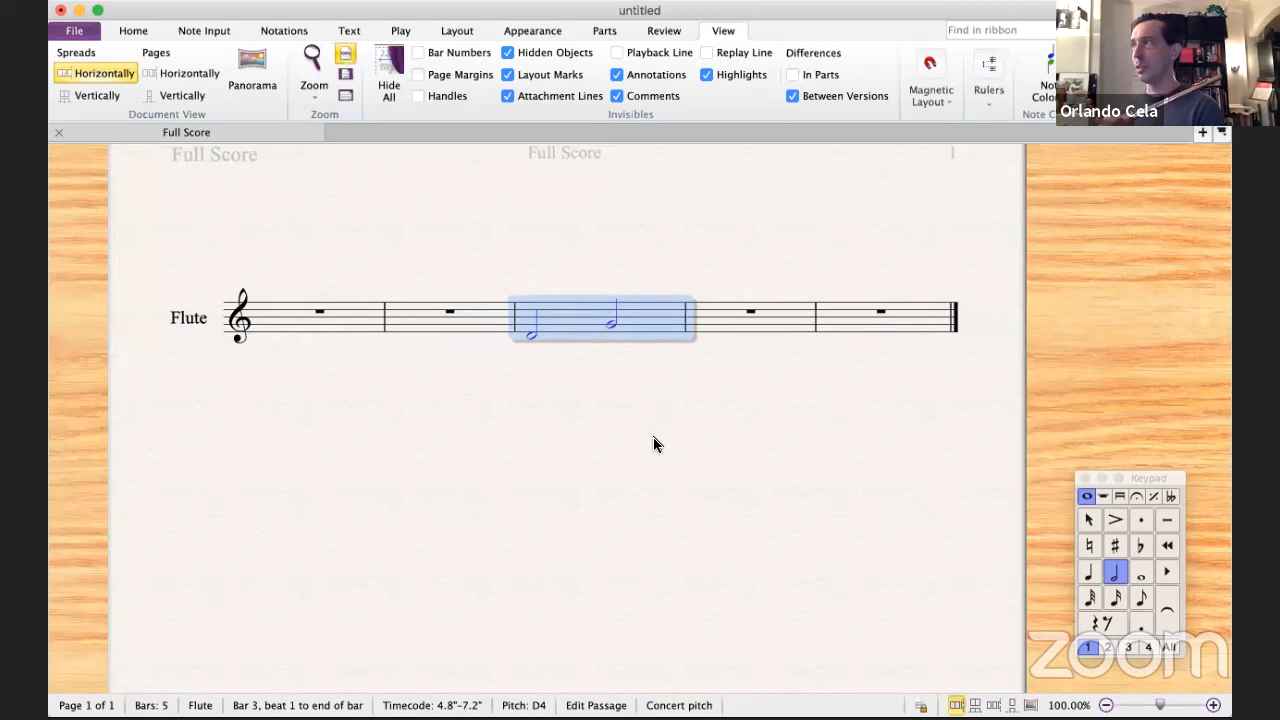 untitled
File Home Note Input Notations Text Play Layout Appearance Parts Review View Find in ribbon
Spreads Pages Bar Numbers Hidden Objects Playback Line Replay Line Differences
Horizontally Horizontally Page Margins Layout Marks Annotations Highlights In Parts
Vertically Vertically Panorama Zoom Hide All Handles Attachment Lines Comments Between Versions Magnetic Layout Rulers
Document View Zoom Invisibles
Orlando Cela
Full Score
Full Score Full Score 1
Flute
Keypad
1 2 3 4 All
zoom
Page 1 of 1 Bars: 5 Flute Bar 3, beat 1 to end of bar Timecode: 4.8"-7.2" Pitch: D4 Edit Passage Concert pitch 100.00%